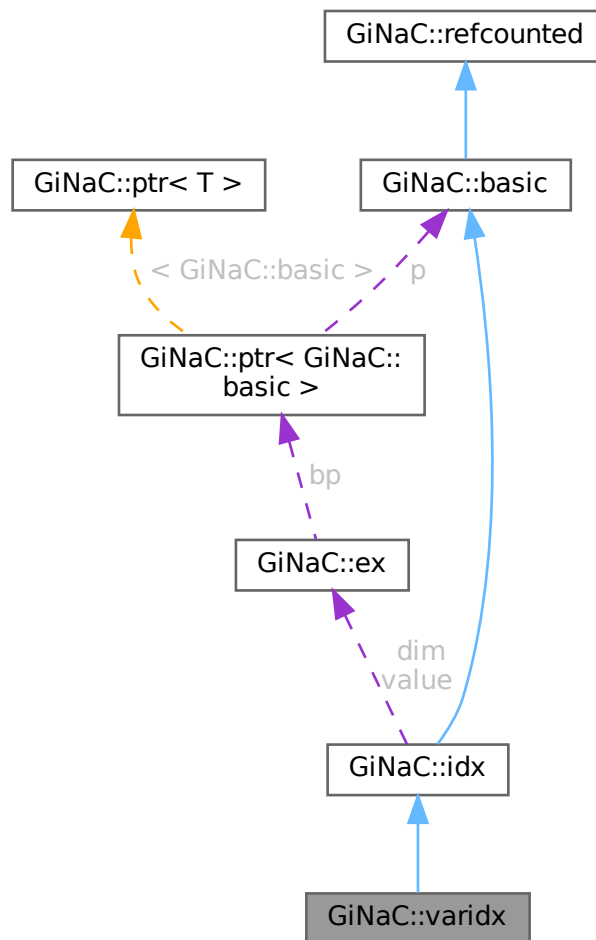 GiNaC::refcounted
GiNaC::ptr< T >
GiNaC::basic
< GiNaC::basic >
p
GiNaC::ptr< GiNaC::
basic >
bp
GiNaC::ex
dim
value
GiNaC::idx
GiNaC::varidx